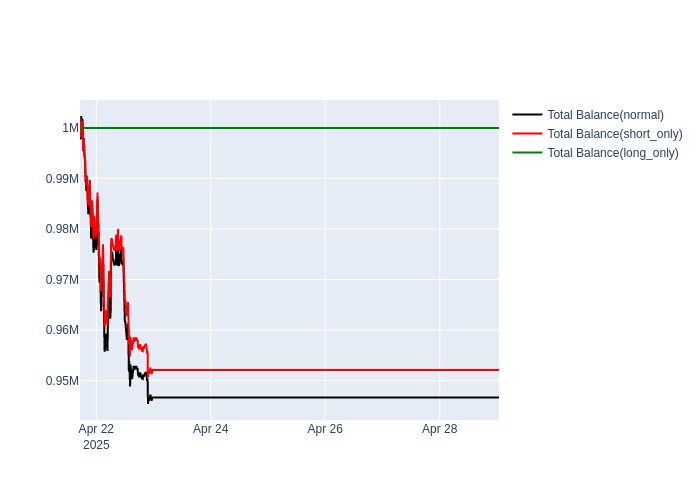 Total Balance(normal)
Total Balance(short_only)
Total Balance(long_only)
1M
0.99M
0.98M
0.97M
0.96M
0.95M
Apr 22
2025
Apr 24
Apr 26
Apr 28